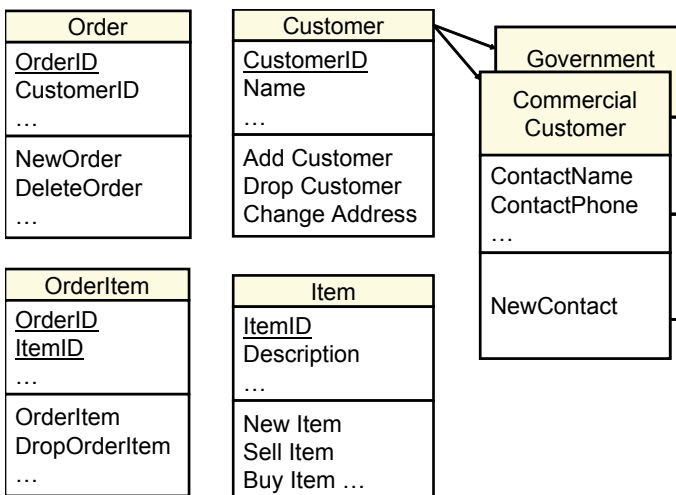 Order
OrderID
CustomerID
…
NewOrder
DeleteOrder
…
Customer
CustomerID
Name
…
Add Customer
Drop Customer
Change Address
Government
Commercial
Customer
ContactName
ContactPhone
…
NewContact
OrderItem
OrderID
ItemID
…
OrderItem
DropOrderItem
…
Item
ItemID
Description
…
New Item
Sell Item
Buy Item …